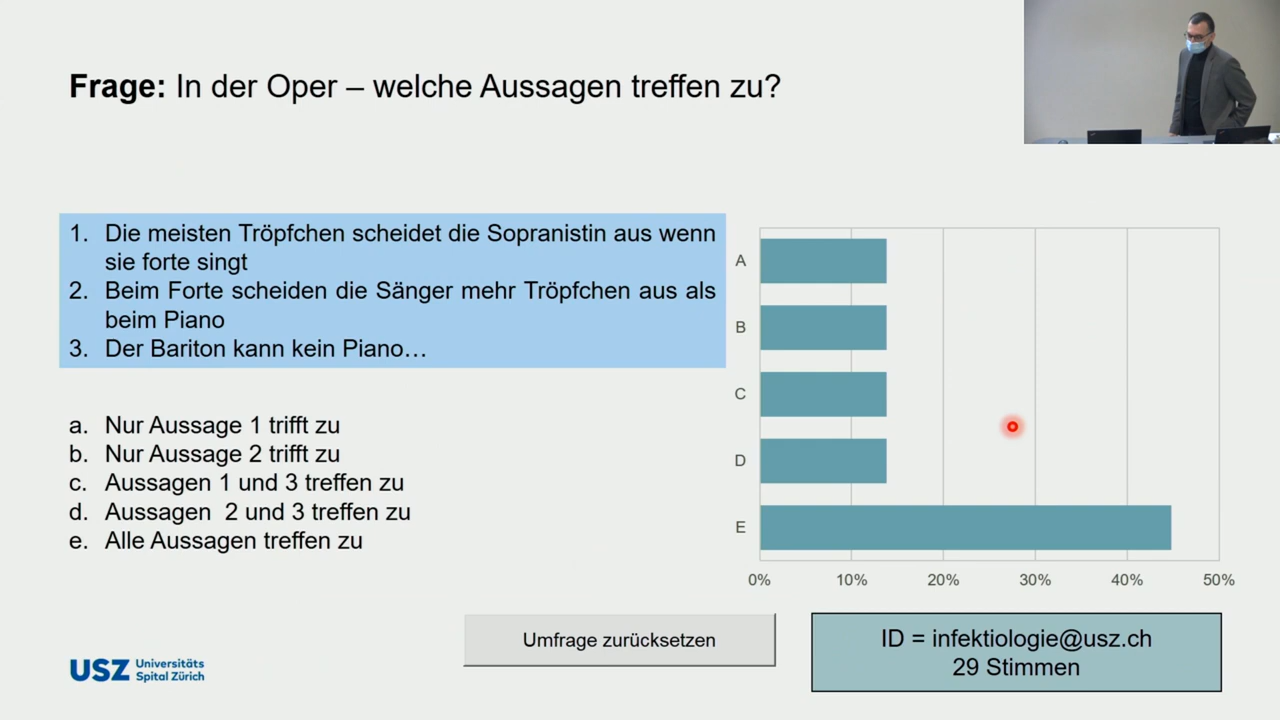 Frage: In der Oper – welche Aussagen treffen zu?
1. Die meisten Tröpfchen scheidet die Sopranistin aus wenn
sie forte singt
2. Beim Forte scheiden die Sänger mehr Tröpfchen aus als
beim Piano
3. Der Bariton kann kein Piano…
a. Nur Aussage 1 trifft zu
b. Nur Aussage 2 trifft zu
c. Aussagen 1 und 3 treffen zu
d. Aussagen 2 und 3 treffen zu
e. Alle Aussagen treffen zu
A
B
C
D
E
0% 10% 20% 30% 40% 50%
Umfrage zurücksetzen
ID = infektiologie@usz.ch
29 Stimmen
USZ Universitäts
Spital Zürich